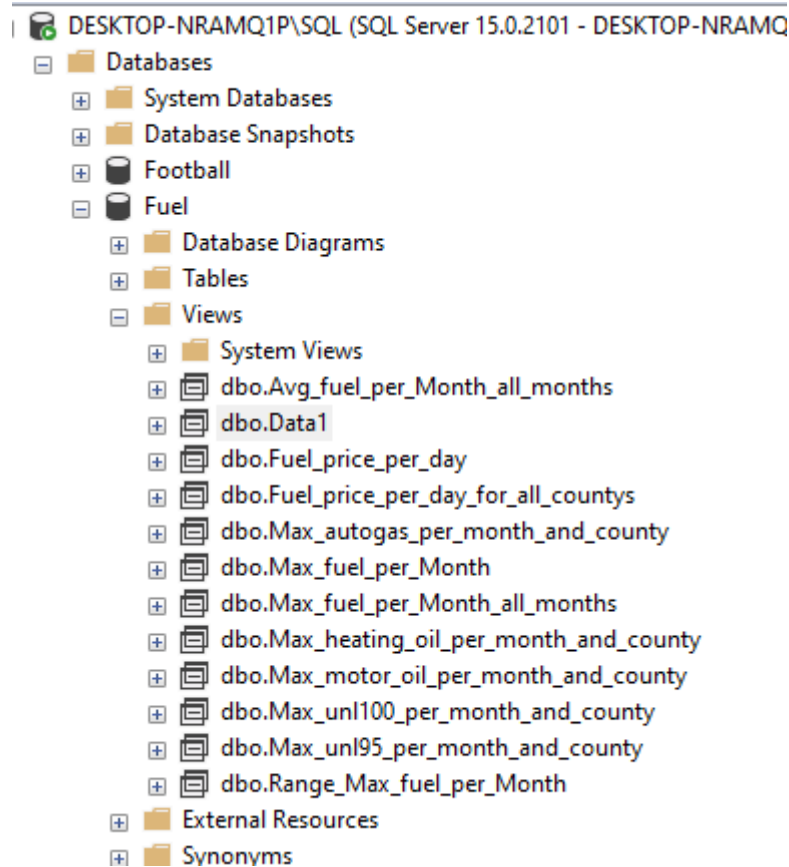 DESKTOP-NRAMQ1P\SQL (SQL Server 15.0.2101 - DESKTOP-NRAMQ
Databases
System Databases
Database Snapshots
Football
Fuel
Database Diagrams
Tables
Views
System Views
dbo.Avg_fuel_per_Month_all_months
dbo.Data1
dbo.Fuel_price_per_day
dbo.Fuel_price_per_day_for_all_countys
dbo.Max_autogas_per_month_and_county
dbo.Max_fuel_per_Month
dbo.Max_fuel_per_Month_all_months
dbo.Max_heating_oil_per_month_and_county
dbo.Max_motor_oil_per_month_and_county
dbo.Max_unl100_per_month_and_county
dbo.Max_unl95_per_month_and_county
dbo.Range_Max_fuel_per_Month
External Resources
Synonyms